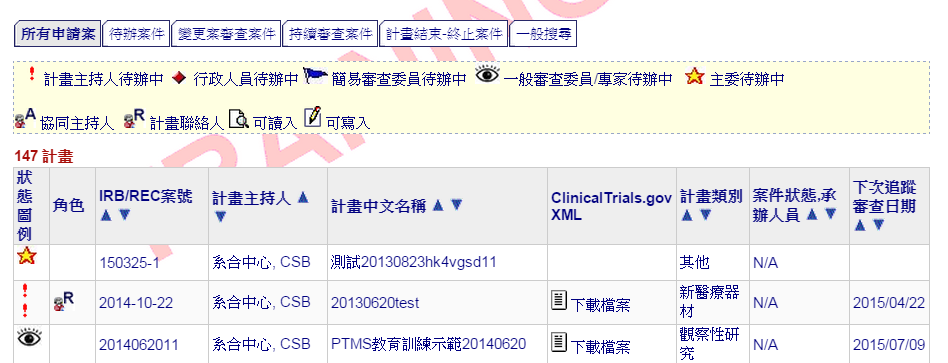 所有申請案 待辦案件 變更案審查案件 持續審查案件 計畫結束-終止案件 一般搜尋
計畫主持人待辦中 行政人員待辦中 簡易審查委員待辦中 一般審查委員/專家待辦中 主委待辦中
A 協同主持人 R 計畫聯絡人 可讀入 可寫入
147 計畫
狀態圖例 角色 IRB/REC案號 ▲ ▼ 計畫主持人 ▲ ▼ 計畫中文名稱 ▲ ▼ ClinicalTrials.gov XML 計畫類別 ▲ ▼ 案件狀態,承辦人員 ▲ ▼ 下次追蹤審查日期 ▲ ▼
150325-1 系合中心, CSB 測試20130823hk4vgsd11 其他 N/A
R 2014-10-22 系合中心, CSB 20130620test 下載檔案 新醫療器材 N/A 2015/04/22
2014062011 系合中心, CSB PTMS教育訓練示範20140620 下載檔案 觀察性研究 N/A 2015/07/09